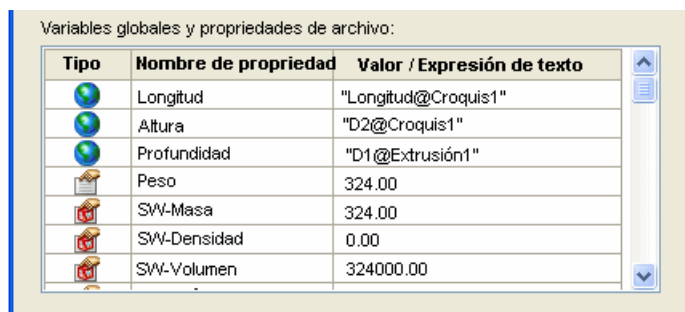 Variables globales y propriedades de archivo:
Tipo Nombre de propriedad Valor / Expresión de texto
Longitud "Longitud@Croquis1"
Altura "D2@Croquis1"
Profundidad "D1@Extrusión1"
Peso 324.00
SW-Masa 324.00
SW-Densidad 0.00
SW-Volumen 324000.00